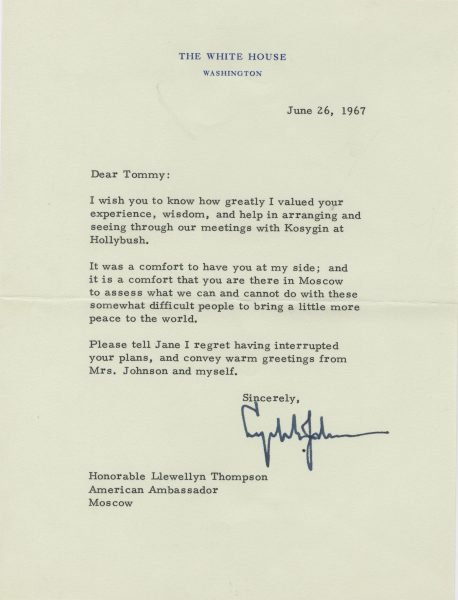 THE WHITE HOUSE
WASHINGTON
June 26, 1967
Dear Tommy:
I wish you to know how greatly I valued your
experience, wisdom, and help in arranging and
seeing through our meetings with Kosygin at
Hollybush.
It was a comfort to have you at my side; and
it is a comfort that you are there in Moscow
to assess what we can and cannot do with these
somewhat difficult people to bring a little more
peace to the world.
Please tell Jane I regret having interrupted
your plans, and convey warm greetings from
Mrs. Johnson and myself.
Sincerely,
Honorable Llewellyn Thompson
American Ambassador
Moscow